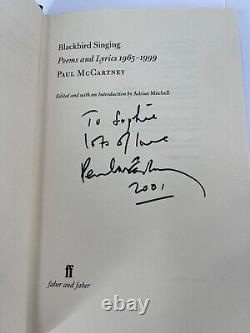 Blackbird Singing
Poems and Lyrics 1965–1999
PAUL MCCARTNEY
Edited and with an Introduction by Adrian Mitchell
To Sophie
lots of love
Paul McCartney
2001
ff
faber and faber